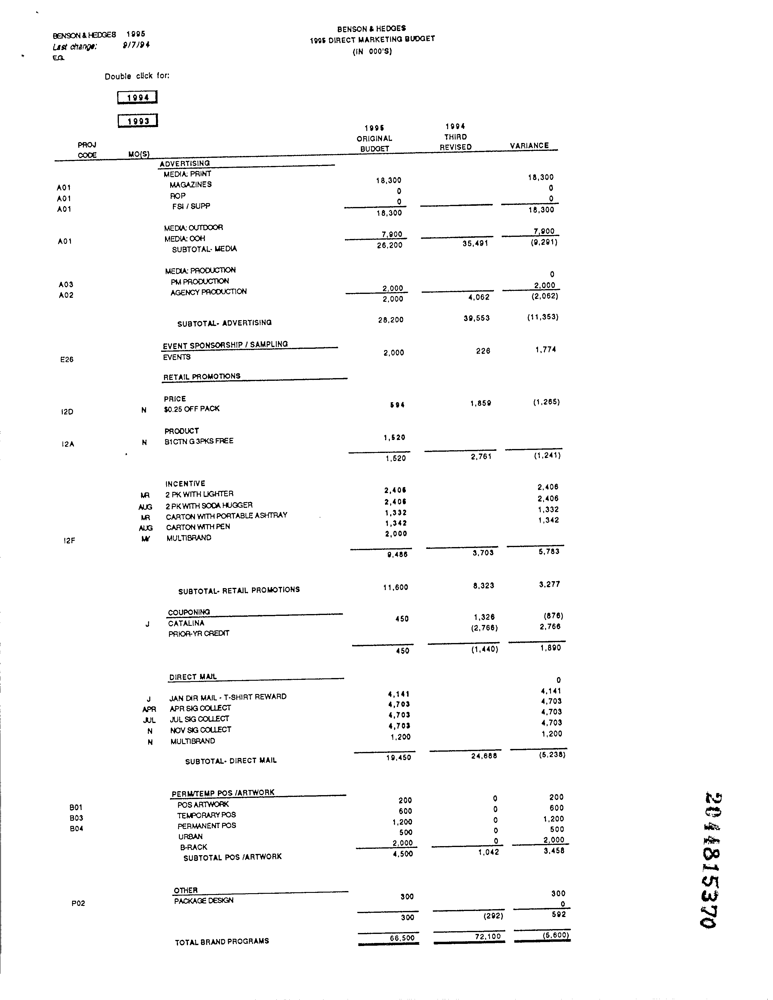 BENSON & HEDGES 1995
Last change: 9/7/94
BENSON & HEDGES
1995 DIRECT MARKETING BUDGET
(IN 000'S)
Double click for:
1994
1993
PROJ CODE MO(S) 1995 ORIGINAL BUDGET 1994 THIRD REVISED VARIANCE
ADVERTISING
MEDIA: PRINT
A01 MAGAZINES 18,300 18,300
A01 ROP 0 0
A01 FSI / SUPP 0 0
18,300 18,300
MEDIA: OUTDOOR
A01 MEDIA: OOH 7,900 7,900
SUBTOTAL- MEDIA 26,200 35,491 (9,291)
MEDIA: PRODUCTION
A03 PM PRODUCTION 0
A02 AGENCY PRODUCTION 2,000 2,000
2,000 4,062 (2,062)
SUBTOTAL- ADVERTISING 28,200 39,553 (11,353)
EVENT SPONSORSHIP / SAMPLING
E26 EVENTS 2,000 226 1,774
RETAIL PROMOTIONS
PRICE
I2D N $0.25 OFF PACK 594 1,859 (1,265)
PRODUCT
I2A N B1CTN G 3PKS FREE 1,520
1,520 2,761 (1,241)
INCENTIVE
MR 2 PK WITH LIGHTER 2,406 2,406
AUG 2 PK WITH SODA HUGGER 2,406 2,406
MR CARTON WITH PORTABLE ASHTRAY 1,332 1,332
AUG CARTON WITH PEN 1,342 1,342
I2F MY MULTIBRAND 2,000
9,486 3,703 5,783
SUBTOTAL- RETAIL PROMOTIONS 11,600 8,323 3,277
COUPONING
J CATALINA 450 1,326 (876)
PRIOR-YR CREDIT (2,766) 2,766
450 (1,440) 1,890
DIRECT MAIL
0
J JAN DIR MAIL - T-SHIRT REWARD 4,141 4,141
APR APR SIG COLLECT 4,703 4,703
JUL JUL SIG COLLECT 4,703 4,703
N NOV SIG COLLECT 4,703 4,703
N MULTIBRAND 1,200 1,200
SUBTOTAL- DIRECT MAIL 19,450 24,688 (5,238)
PERM/TEMP POS /ARTWORK
B01 POS ARTWORK 200 0 200
B03 TEMPORARY POS 600 0 600
B04 PERMANENT POS 1,200 0 1,200
URBAN 500 0 500
B-RACK 2,000 0 2,000
SUBTOTAL POS /ARTWORK 4,500 1,042 3,458
OTHER
P02 PACKAGE DESIGN 300 300
0
300 (292) 592
TOTAL BRAND PROGRAMS 66,500 72,100 (5,600)
2044815370